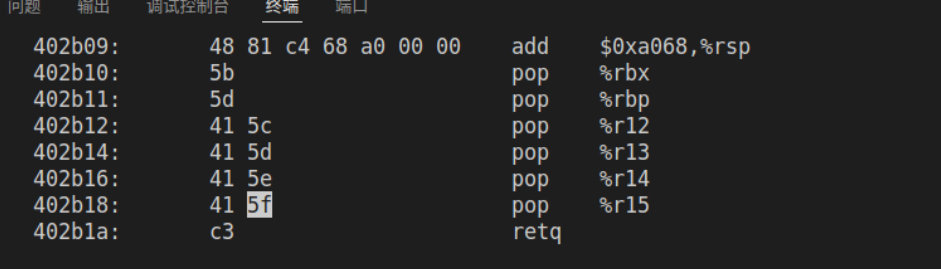 问题 输出 调试控制台 终端 端口
402b09: 48 81 c4 68 a0 00 00 add $0xa068,%rsp
402b10: 5b pop %rbx
402b11: 5d pop %rbp
402b12: 41 5c pop %r12
402b14: 41 5d pop %r13
402b16: 41 5e pop %r14
402b18: 41 5f pop %r15
402b1a: c3 retq